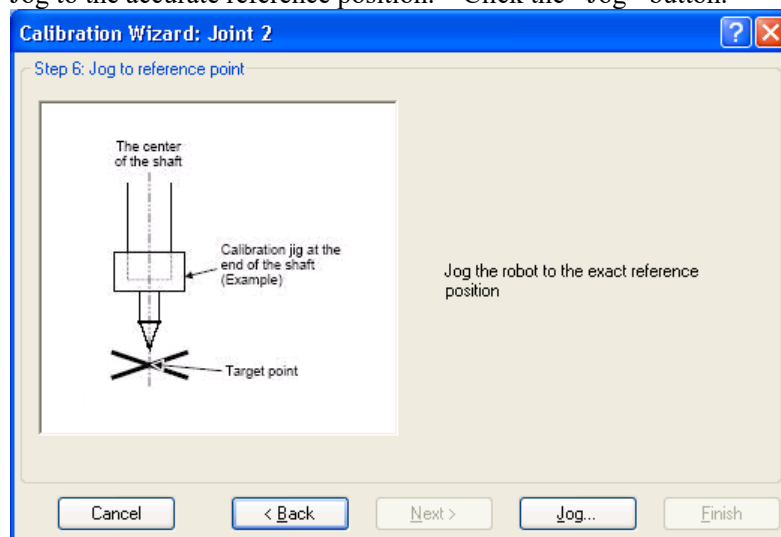 Jog to the accurate reference position. Click the "Jog" button.
Calibration Wizard: Joint 2
Step 6: Jog to reference point
The center
of the shaft
Calibration jig at the
end of the shaft
(Example)
Jog the robot to the exact reference
position
Target point
Cancel
< Back
Next >
Jog...
Finish